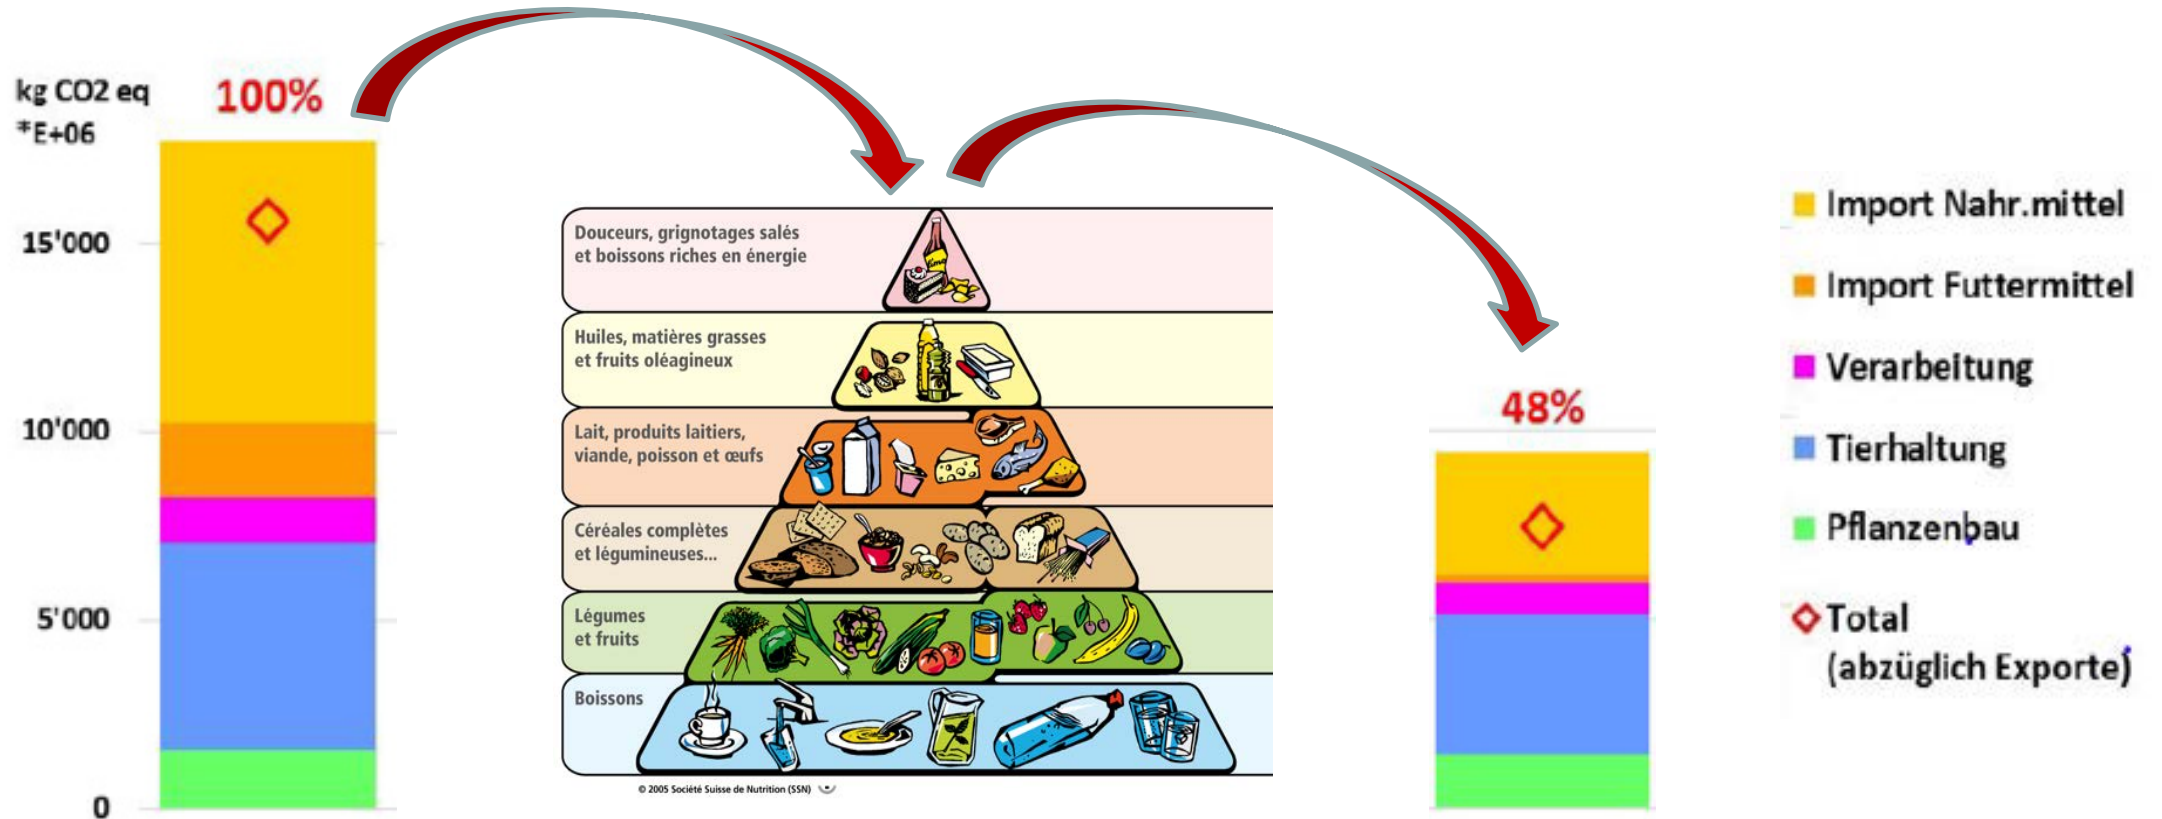 kg CO2 eq
*E+06
100%
15'000
10'000
5'000
0
Douceurs, grignotages salés
et boissons riches en énergie
Huiles, matières grasses
et fruits oléagineux
Lait, produits laitiers,
viande, poisson et œufs
Céréales complètes
et légumineuses...
Légumes
et fruits
Boissons
© 2005 Société Suisse de Nutrition (SSN)
48%
Import Nahr.mittel
Import Futtermittel
Verarbeitung
Tierhaltung
Pflanzenbau
Total
(abzüglich Exporte)